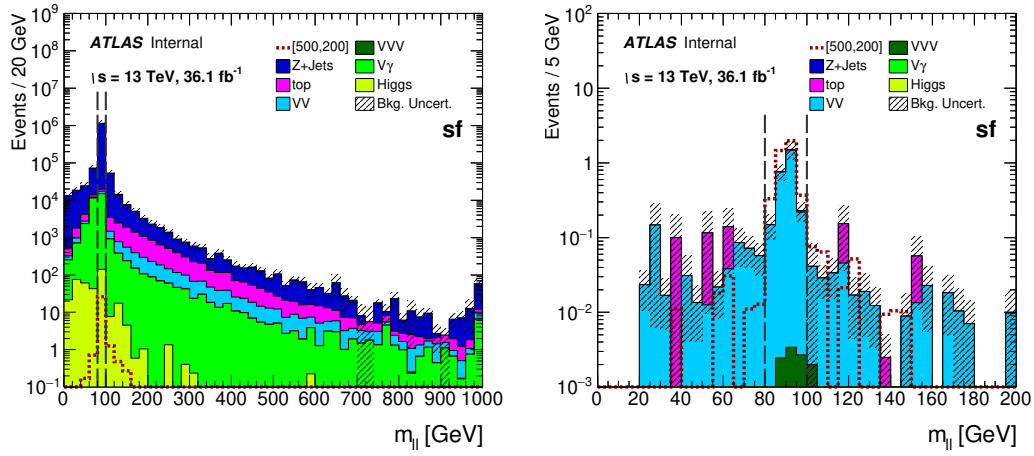 Events / 20 GeV
10⁹
10⁸
10⁷
10⁶
10⁵
10⁴
10³
10²
10
1
10⁻¹
ATLAS Internal
\s = 13 TeV, 36.1 fb⁻¹
[500,200]
Z+Jets
top
VV
VVV
Vγ
Higgs
Bkg. Uncert.
sf
0 100 200 300 400 500 600 700 800 900 1000
m_ll [GeV]
Events / 5 GeV
10²
10
1
10⁻¹
10⁻²
10⁻³
ATLAS Internal
\s = 13 TeV, 36.1 fb⁻¹
[500,200]
Z+Jets
top
VV
VVV
Vγ
Higgs
Bkg. Uncert.
sf
0 20 40 60 80 100 120 140 160 180 200
m_ll [GeV]